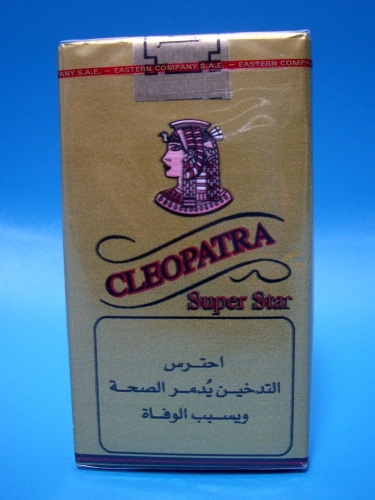 ANY S.A.E. – EASTERN COMPANY S.A.E. – EASTERN COMPA
CLEOPATRA
Super Star
احترس
التدخين يُدمر الصحة
ويسبب الوفاة